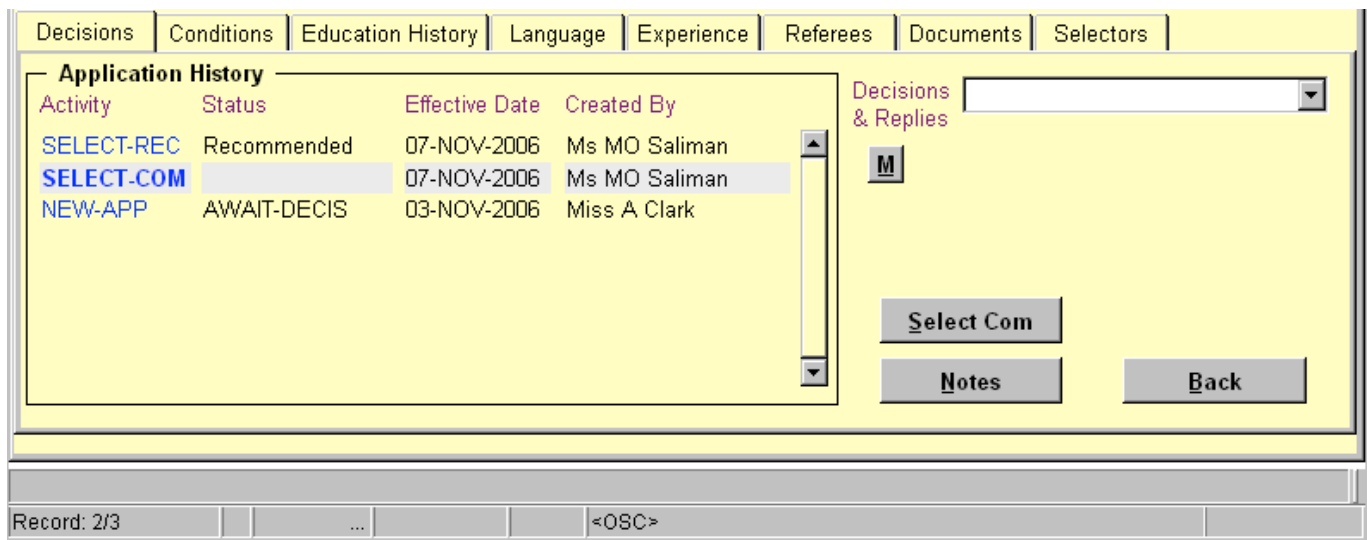 Decisions Conditions Education History Language Experience Referees Documents Selectors
Application History
Activity Status Effective Date Created By
SELECT-REC Recommended 07-NOV-2006 Ms MO Saliman
SELECT-COM 07-NOV-2006 Ms MO Saliman
NEW-APP AWAIT-DECIS 03-NOV-2006 Miss A Clark
Decisions
& Replies
M
Select Com
Notes Back
Record: 2/3 ... <OSC>